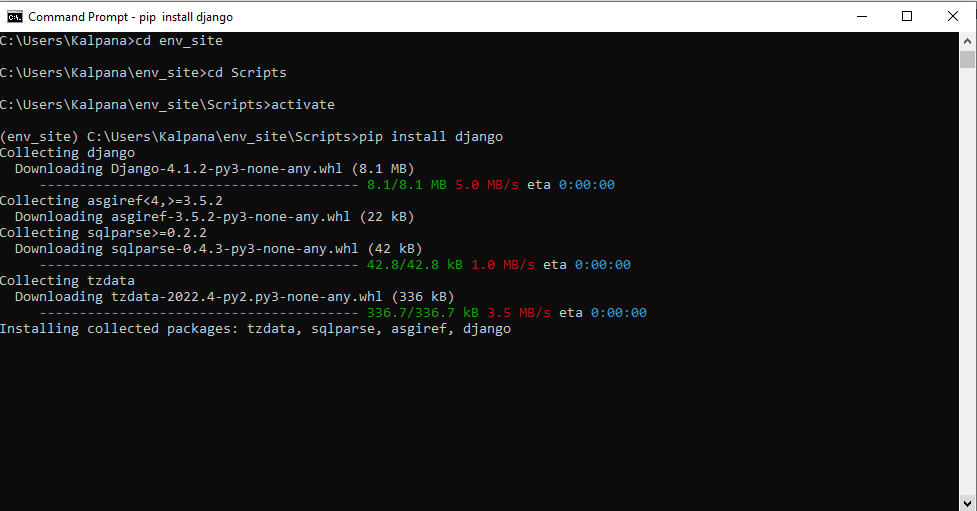 Command Prompt - pip  install django
C:\Users\Kalpana>cd env_site
C:\Users\Kalpana\env_site>cd Scripts
C:\Users\Kalpana\env_site\Scripts>activate
(env_site) C:\Users\Kalpana\env_site\Scripts>pip install django
Collecting django
  Downloading Django-4.1.2-py3-none-any.whl (8.1 MB)
     ---------------------------------------- 8.1/8.1 MB 5.0 MB/s eta 0:00:00
Collecting asgiref<4,>=3.5.2
  Downloading asgiref-3.5.2-py3-none-any.whl (22 kB)
Collecting sqlparse>=0.2.2
  Downloading sqlparse-0.4.3-py3-none-any.whl (42 kB)
     ---------------------------------------- 42.8/42.8 kB 1.0 MB/s eta 0:00:00
Collecting tzdata
  Downloading tzdata-2022.4-py2.py3-none-any.whl (336 kB)
     ---------------------------------------- 336.7/336.7 kB 3.5 MB/s eta 0:00:00
Installing collected packages: tzdata, sqlparse, asgiref, django